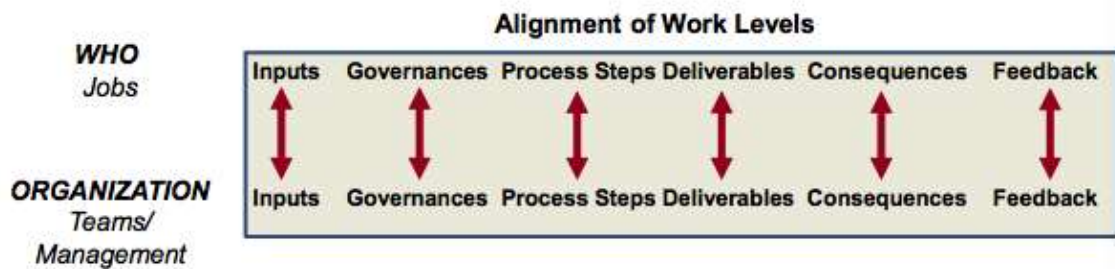 Alignment of Work Levels
WHO
Jobs
Inputs Governances Process Steps Deliverables Consequences Feedback
ORGANIZATION
Teams/
Management
Inputs Governances Process Steps Deliverables Consequences Feedback